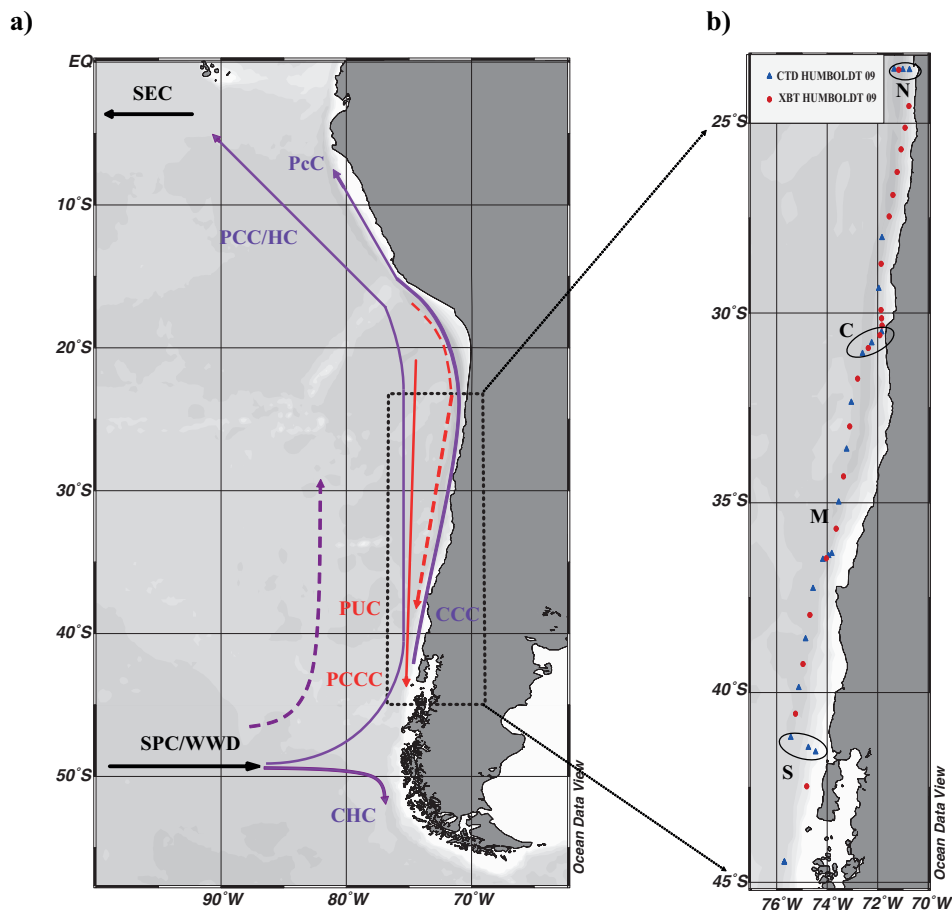 a)
EQ
SEC
PcC
10˚S
PCC/HC
20˚S
30˚S
PUC
CCC
40˚S
PCCC
SPC/WWD
50˚S
CHC
90˚W
80˚W
70˚W
Ocean Data View
b)
CTD HUMBOLDT 09
XBT HUMBOLDT 09
N
25˚S
30˚S
C
35˚S
M
40˚S
S
45˚S
76˚W
74˚W
72˚W
70˚W
Ocean Data View